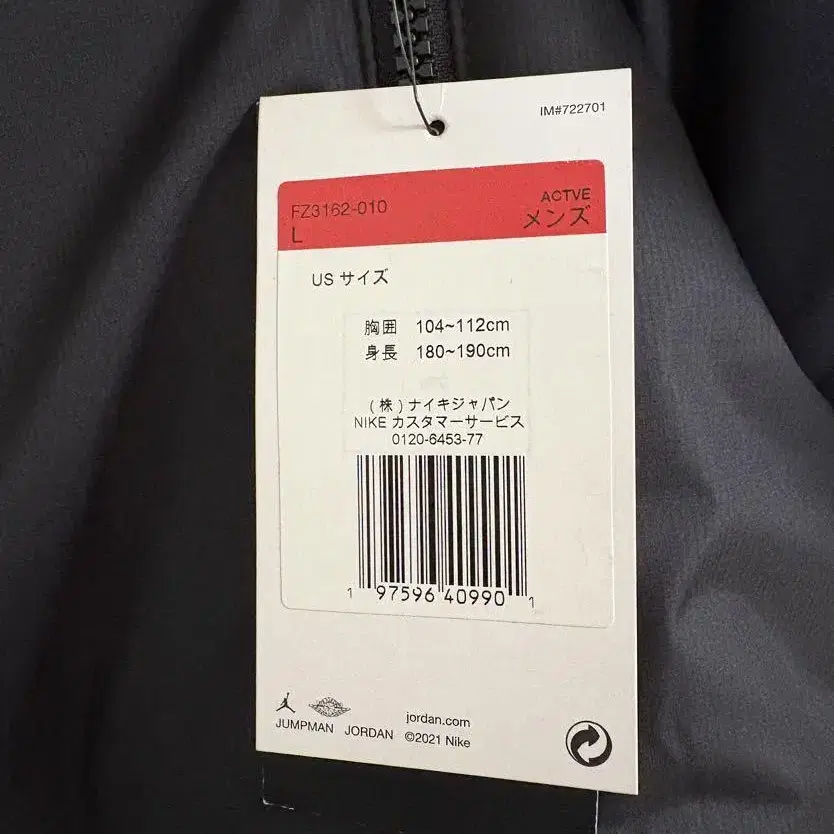 IM#722701
FZ3162-010
ACTVE
L
メンズ
US サイズ
胸囲 104~112cm
身長 180~190cm
(株)ナイキジャパン
NIKE カスタマーサービス
0120-6453-77
1 97596 40990 1
JUMPMAN JORDAN
jordan.com
©2021 Nike